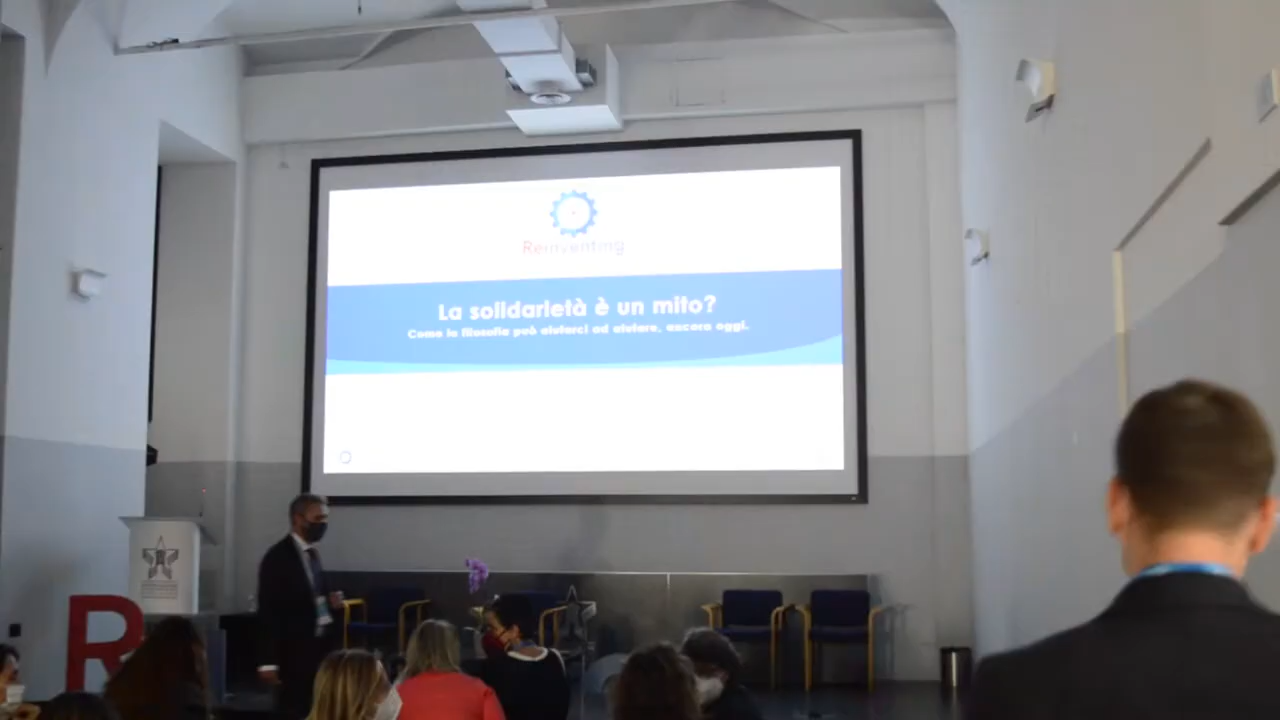 Reinventing
La solidarietà è un mito?
Come la filosofia può aiutarci ad aiutare, ancora oggi.
R